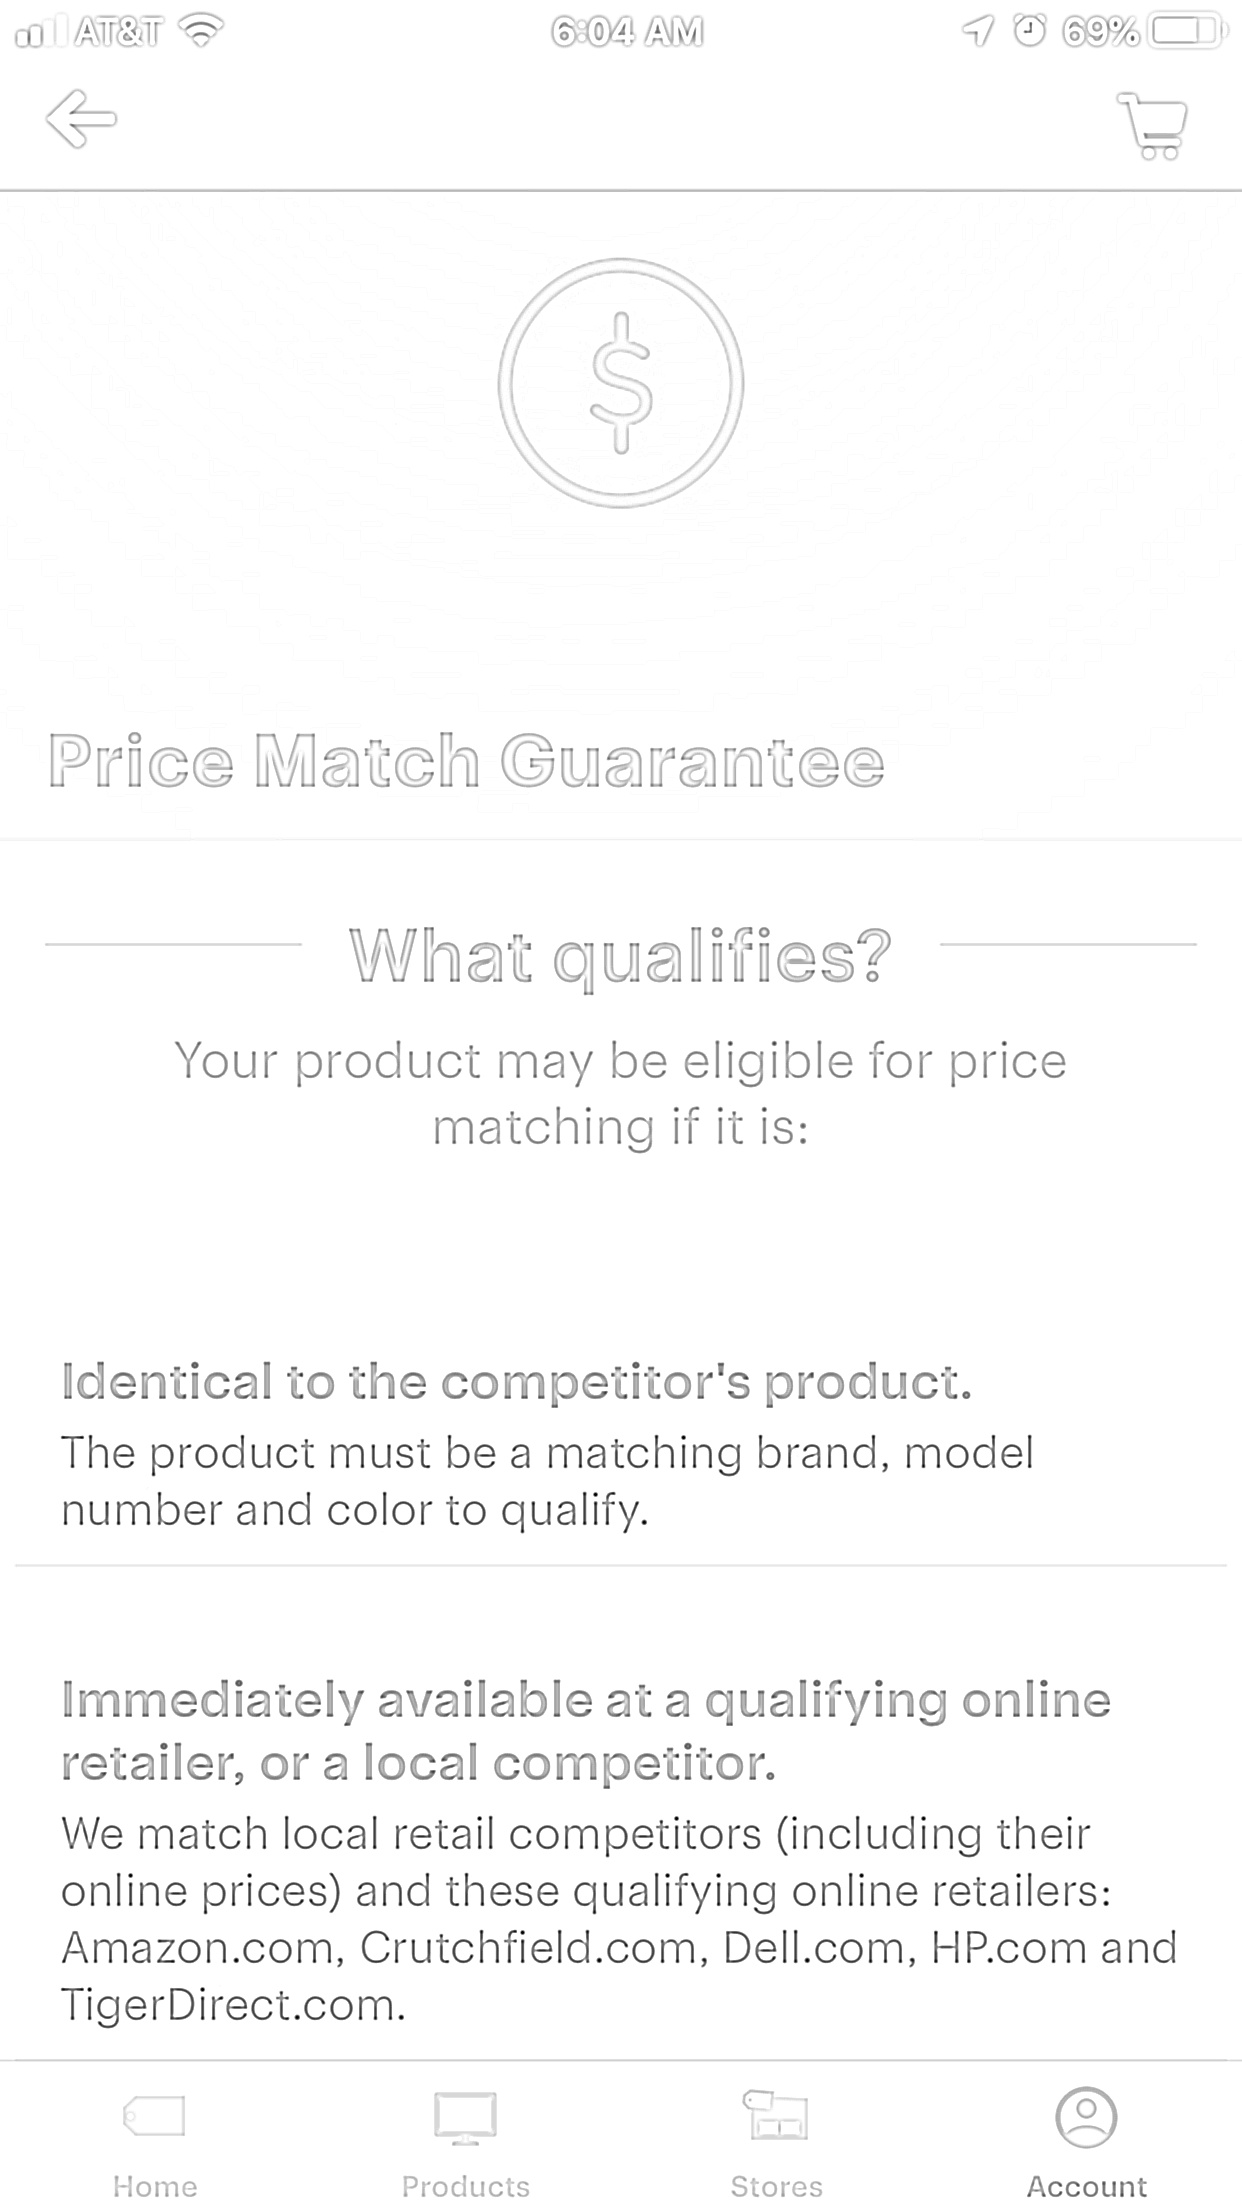 AT&T 6:04 AM 69%
$
Price Match Guarantee
What qualifies?
Your product may be eligible for price
matching if it is:
Identical to the competitor's product.
The product must be a matching brand, model
number and color to qualify.
Immediately available at a qualifying online
retailer, or a local competitor.
We match local retail competitors (including their
online prices) and these qualifying online retailers:
Amazon.com, Crutchfield.com, Dell.com, HP.com and
TigerDirect.com.
Home Products Stores Account